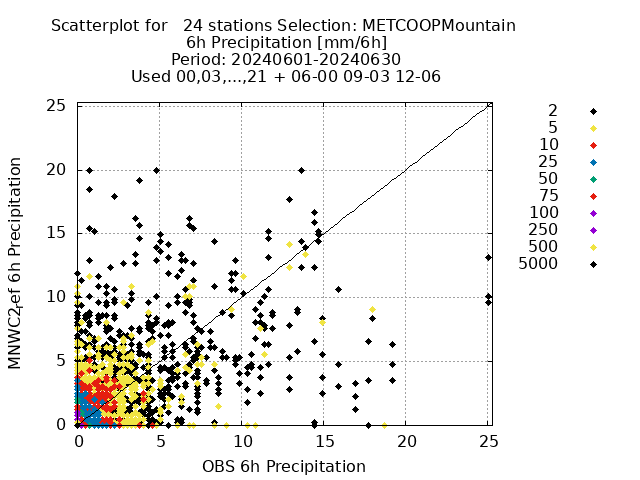 Scatterplot for   24 stations Selection: METCOOPMountain
6h Precipitation [mm/6h]
Period: 20240601-20240630
Used 00,03,...,21 + 06-00 09-03 12-06
25
20
15
10
5
0
0 5 10 15 20 25
MNWC2ref 6h Precipitation
OBS 6h Precipitation
2
5
10
25
50
75
100
250
500
5000